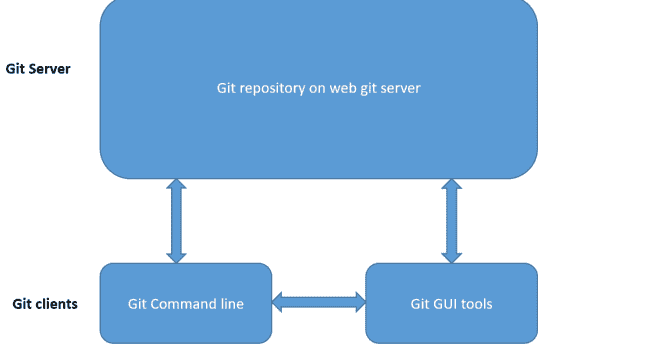 Git Server
Git repository on web git server
Git clients
Git Command line
Git GUI tools